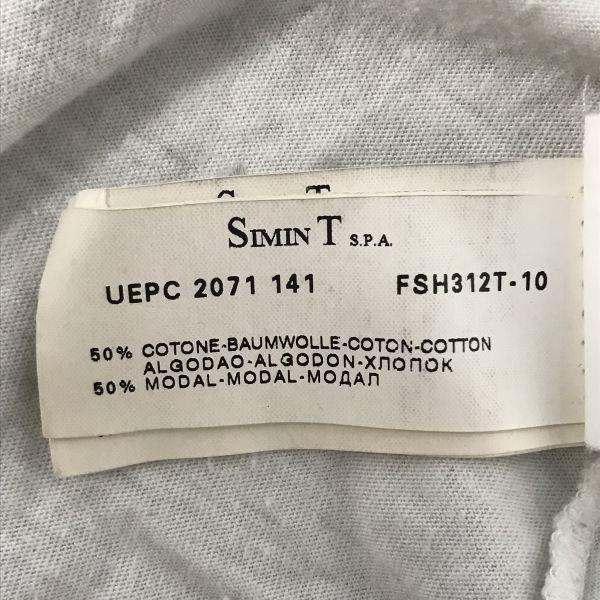 SIMIN T S.P.A.
UEPC 2071 141 FSH312T-10
50% COTONE-BAUMWOLLE-COTON-COTTON
ALGODAO-ALGODON-ХЛОПОК
50% MODAL-MODAL-МОДАЛ